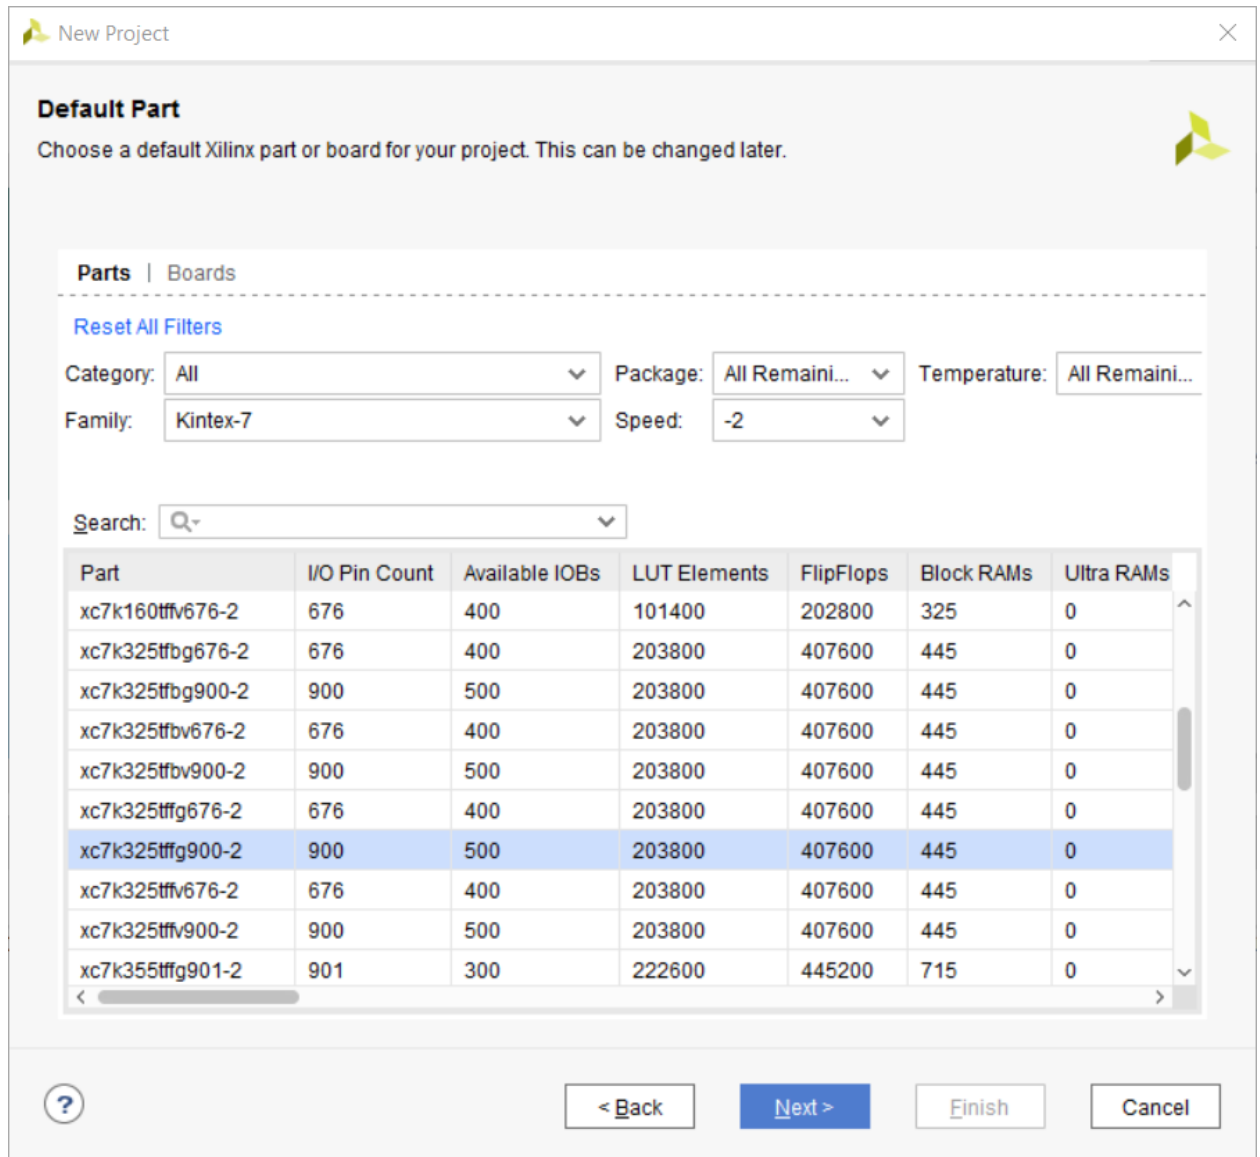 New Project
Default Part
Choose a default Xilinx part or board for your project. This can be changed later.
Parts | Boards
Reset All Filters
Category: All Package: All Remaini... Temperature: All Remaini...
Family: Kintex-7 Speed: -2
Search:
Part I/O Pin Count Available IOBs LUT Elements FlipFlops Block RAMs Ultra RAMs
xc7k160tffv676-2 676 400 101400 202800 325 0
xc7k325tfbg676-2 676 400 203800 407600 445 0
xc7k325tfbg900-2 900 500 203800 407600 445 0
xc7k325tfbv676-2 676 400 203800 407600 445 0
xc7k325tfbv900-2 900 500 203800 407600 445 0
xc7k325tffg676-2 676 400 203800 407600 445 0
xc7k325tffg900-2 900 500 203800 407600 445 0
xc7k325tffv676-2 676 400 203800 407600 445 0
xc7k325tffv900-2 900 500 203800 407600 445 0
xc7k355tffg901-2 901 300 222600 445200 715 0
? < Back Next > Finish Cancel